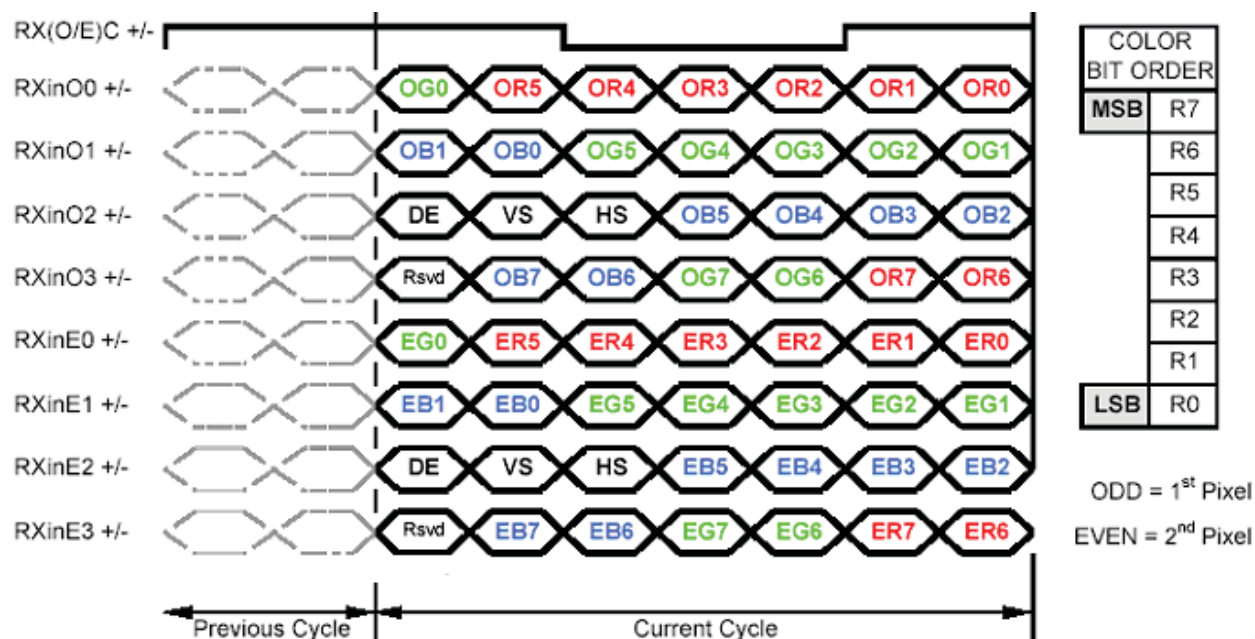 RX(O/E)C +/-
RXinO0 +/- OG0 OR5 OR4 OR3 OR2 OR1 OR0
RXinO1 +/- OB1 OB0 OG5 OG4 OG3 OG2 OG1
RXinO2 +/- DE VS HS OB5 OB4 OB3 OB2
RXinO3 +/- Rsvd OB7 OB6 OG7 OG6 OR7 OR6
RXinE0 +/- EG0 ER5 ER4 ER3 ER2 ER1 ER0
RXinE1 +/- EB1 EB0 EG5 EG4 EG3 EG2 EG1
RXinE2 +/- DE VS HS EB5 EB4 EB3 EB2
RXinE3 +/- Rsvd EB7 EB6 EG7 EG6 ER7 ER6
Previous Cycle Current Cycle
COLOR
BIT ORDER
MSB R7
R6
R5
R4
R3
R2
R1
LSB R0
ODD = 1st Pixel
EVEN = 2nd Pixel